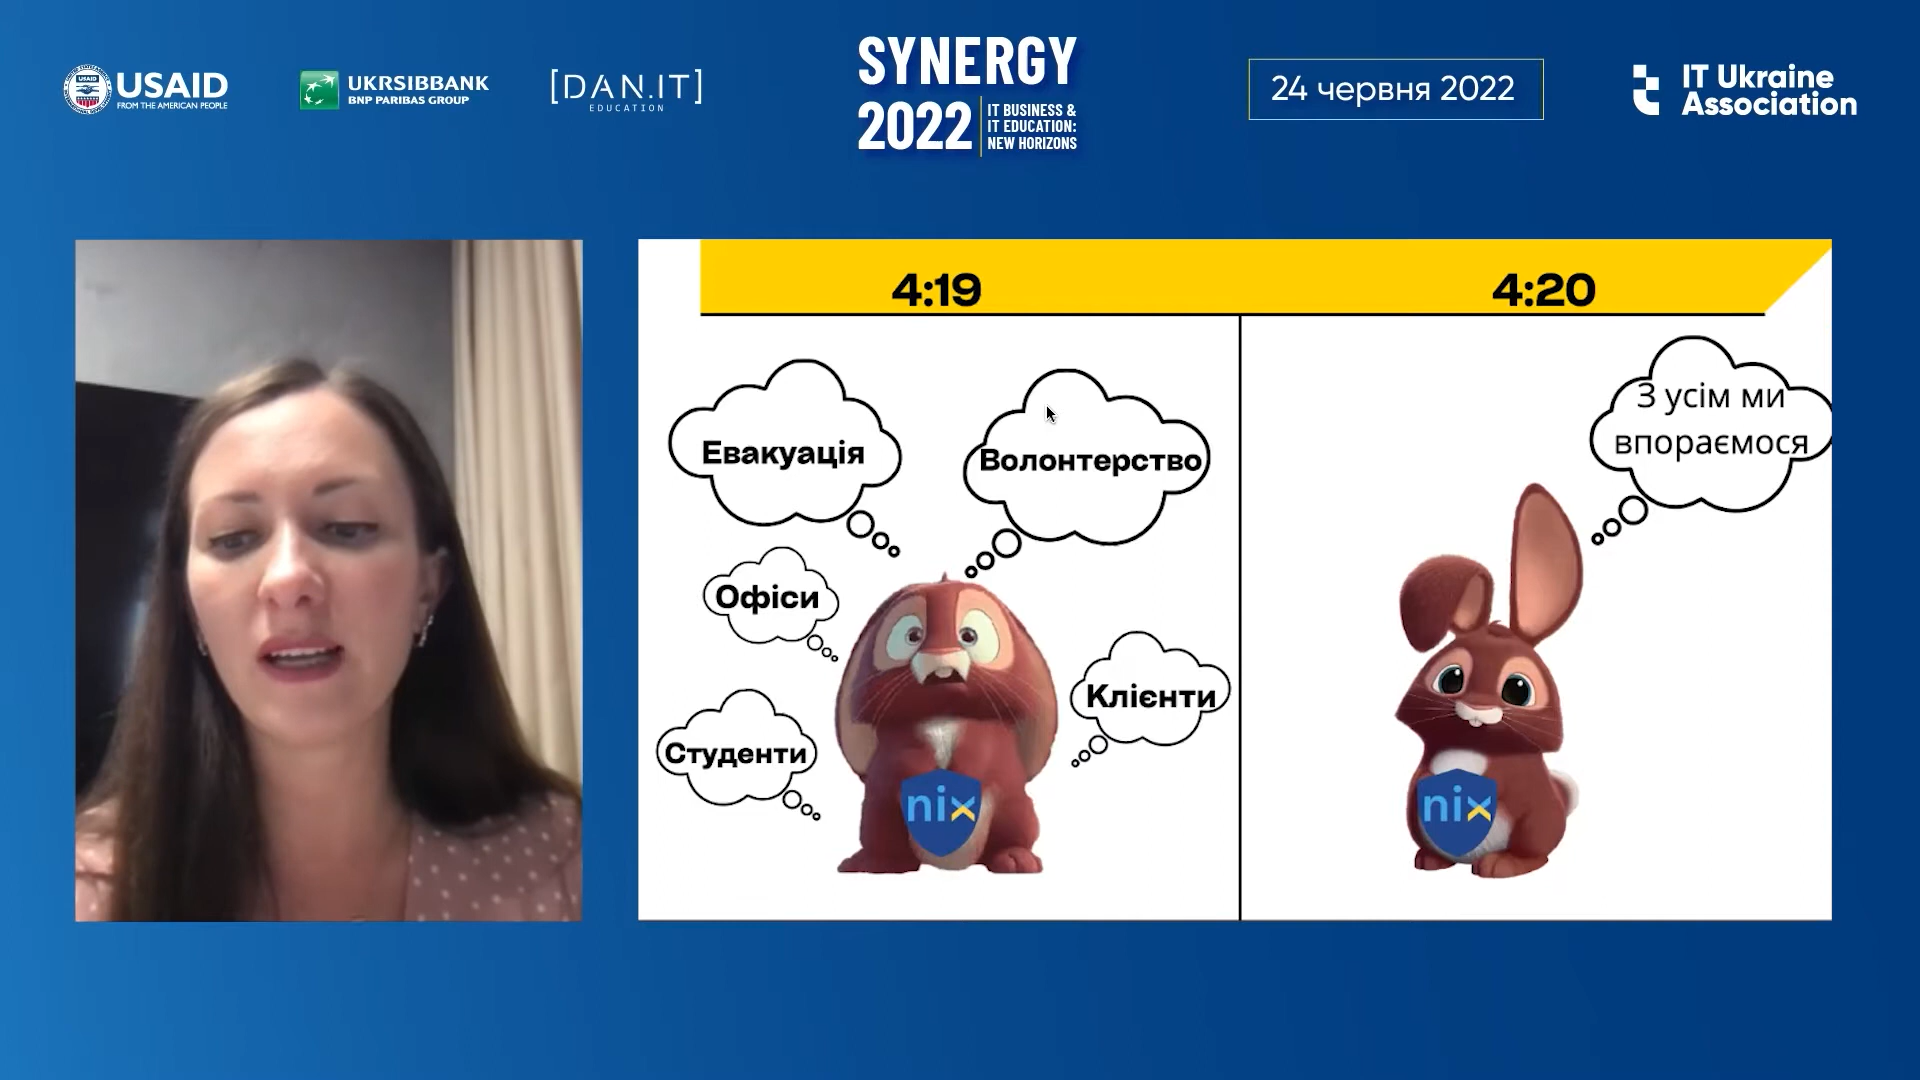 USAID
FROM THE AMERICAN PEOPLE
UKRSIBBANK
BNP PARIBAS GROUP
[DAN.IT]
EDUCATION
SYNERGY
2022
IT BUSINESS &
IT EDUCATION:
NEW HORIZONS
24 червня 2022
IT Ukraine
Association
4:19
4:20
Евакуація
Волонтерство
З усім ми
впораємося
Офіси
Клієнти
Студенти
nix
nix